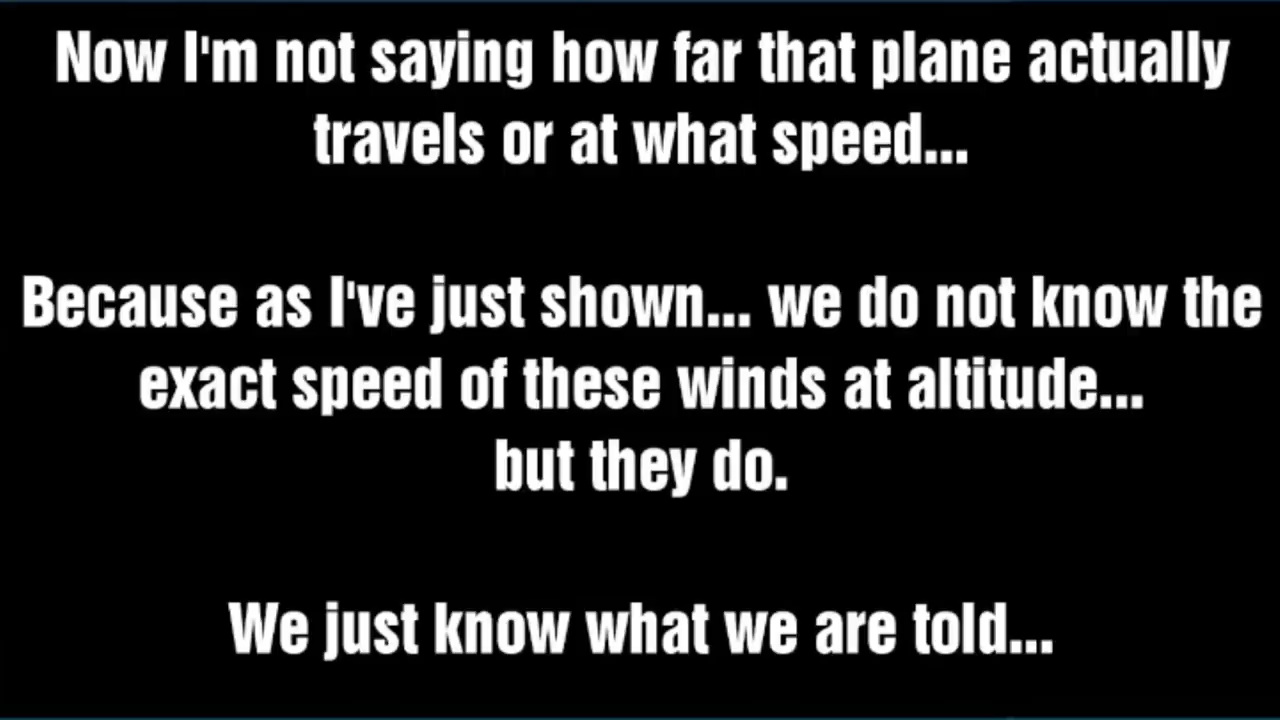 Now I'm not saying how far that plane actually
travels or at what speed...
Because as I've just shown... we do not know the
exact speed of these winds at altitude...
but they do.
We just know what we are told...